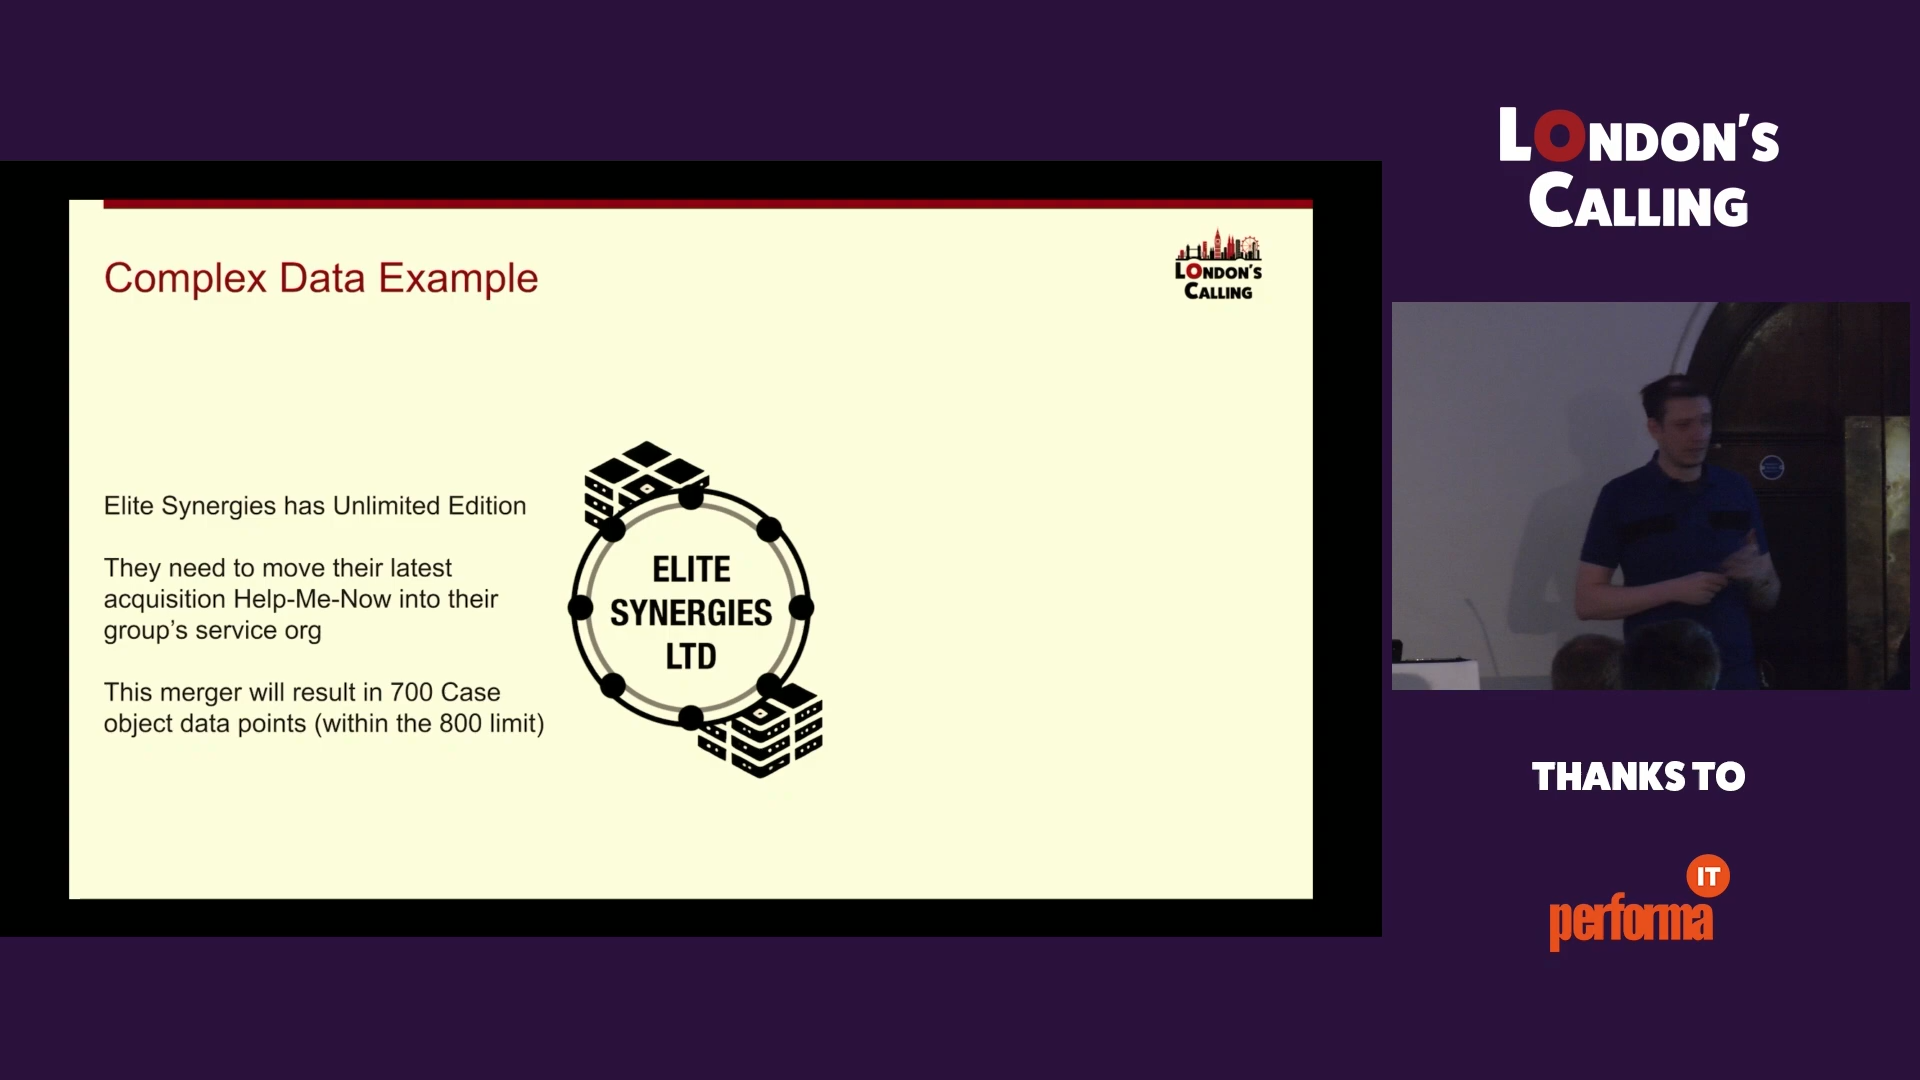 LONDON'S
CALLING
Complex Data Example
LONDON'S
CALLING
Elite Synergies has Unlimited Edition
They need to move their latest
acquisition Help-Me-Now into their
group's service org
This merger will result in 700 Case
object data points (within the 800 limit)
ELITE
SYNERGIES
LTD
THANKS TO
IT
performa